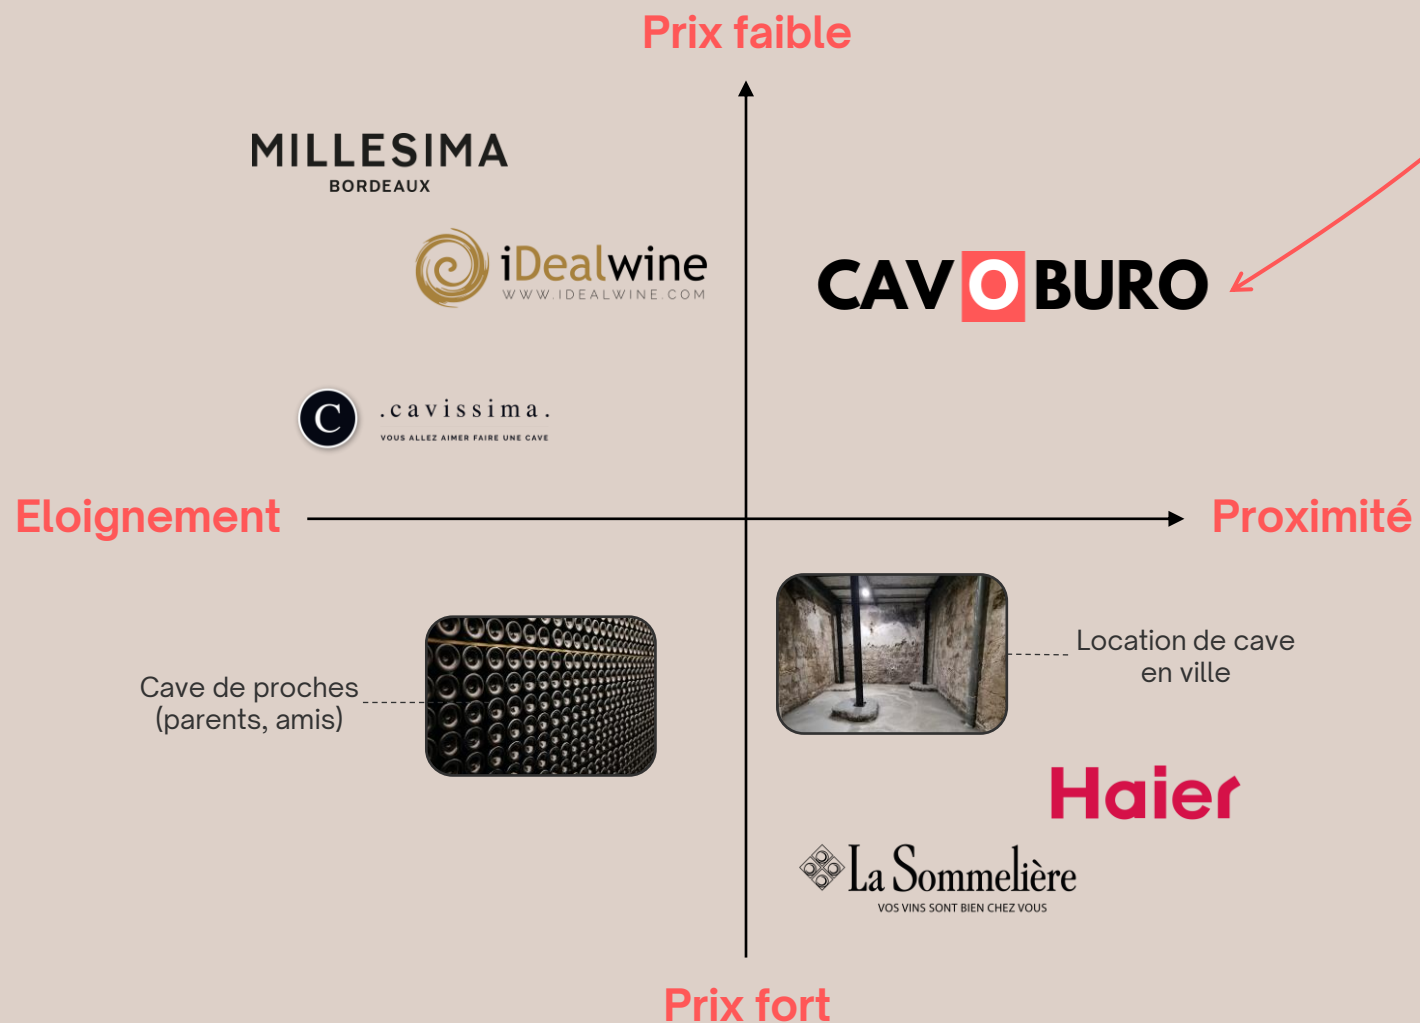 Prix faible
MILLESIMA
BORDEAUX
iDealwine
WWW.IDEALWINE.COM
CAVOBURO
C
.cavissima.
VOUS ALLEZ AIMER FAIRE UNE CAVE
Eloignement
Proximité
Location de cave
en ville
Cave de proches
(parents, amis)
Haier
La Sommelière
VOS VINS SONT BIEN CHEZ VOUS
Prix fort